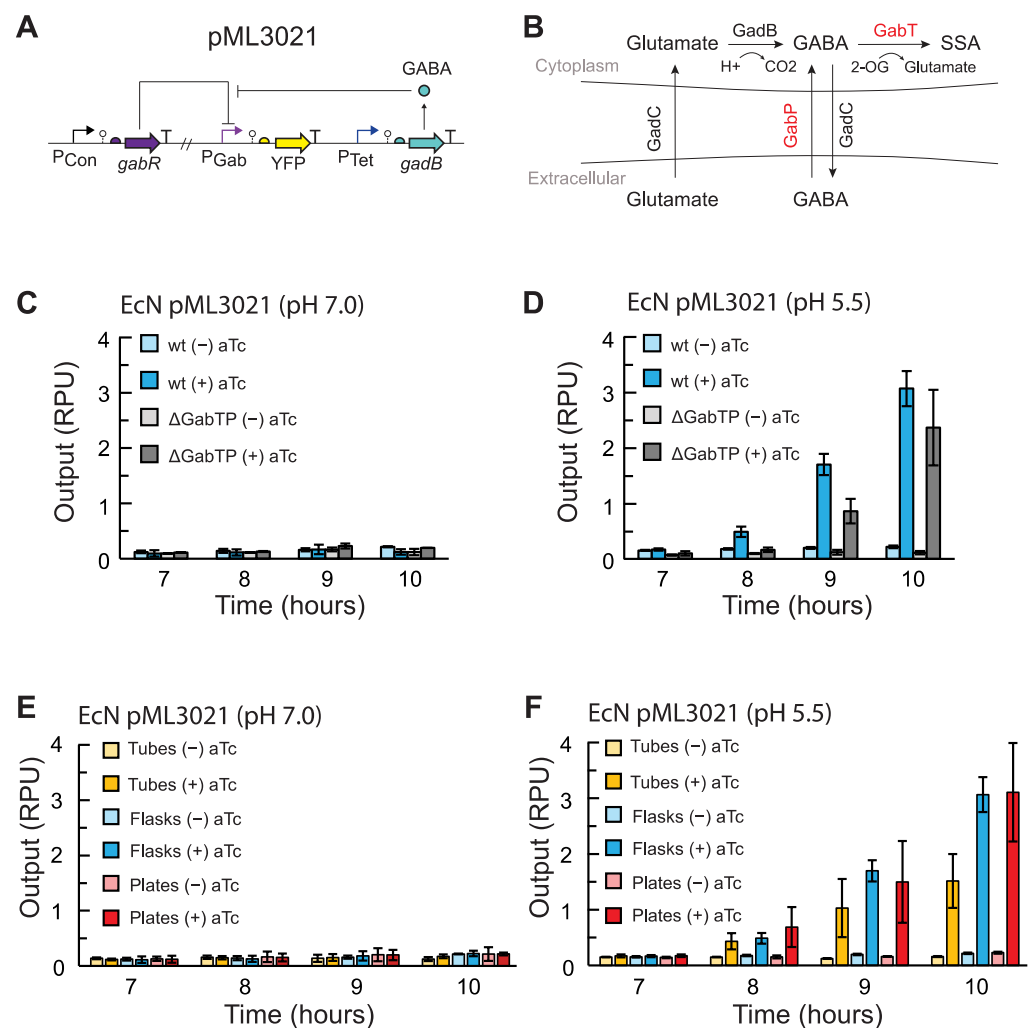 A
pML3021
GABA
PCon
gabR
PGab
YFP
PTet
gadB
T
T
T
//
B
Glutamate
GadB
GABA
GabT
SSA
Cytoplasm
H+
CO2
2-OG
Glutamate
GadC
GabP
GadC
Extracellular
Glutamate
GABA
C
EcN pML3021 (pH 7.0)
4
3
2
1
0
Output (RPU)
wt (−) aTc
wt (+) aTc
ΔGabTP (−) aTc
ΔGabTP (+) aTc
7
8
9
10
Time (hours)
D
EcN pML3021 (pH 5.5)
4
3
2
1
0
Output (RPU)
wt (−) aTc
wt (+) aTc
ΔGabTP (−) aTc
ΔGabTP (+) aTc
7
8
9
10
Time (hours)
E
EcN pML3021 (pH 7.0)
4
3
2
1
0
Output (RPU)
Tubes (−) aTc
Tubes (+) aTc
Flasks (−) aTc
Flasks (+) aTc
Plates (−) aTc
Plates (+) aTc
7
8
9
10
Time (hours)
F
EcN pML3021 (pH 5.5)
4
3
2
1
0
Output (RPU)
Tubes (−) aTc
Tubes (+) aTc
Flasks (−) aTc
Flasks (+) aTc
Plates (−) aTc
Plates (+) aTc
7
8
9
10
Time (hours)